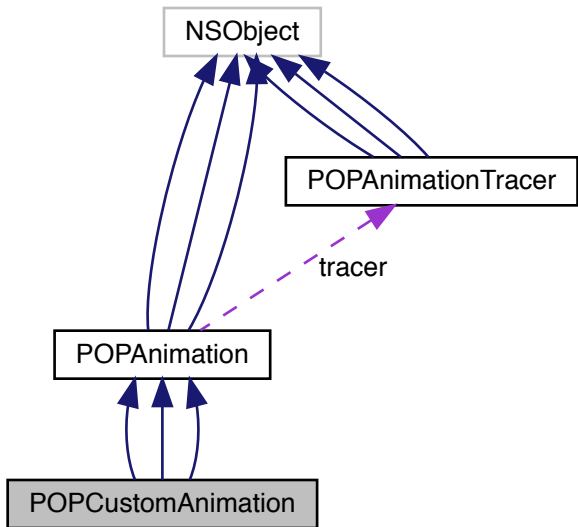 NSObject
POPAnimationTracer
tracer
POPAnimation
POPCustomAnimation